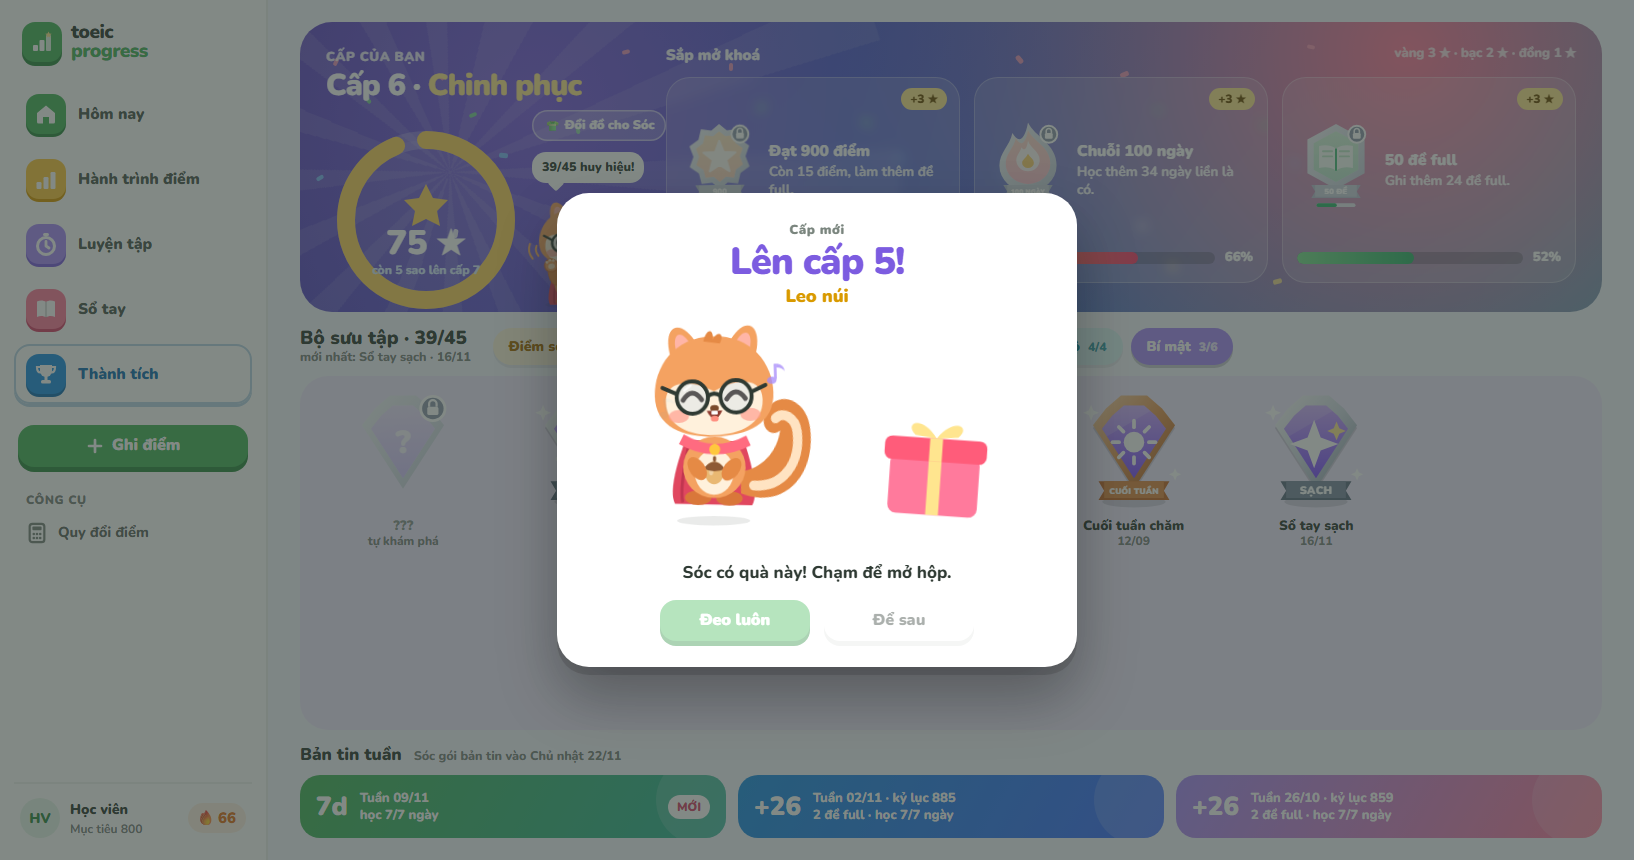 toeic
progress
Hôm nay
Hành trình điểm
Luyện tập
Sổ tay
Thành tích
Ghi điểm
CÔNG CỤ
Quy đổi điểm
HV
Học viên
Mục tiêu 800
66
CẤP CỦA BẠN
Cấp 6 · Chinh phục
Đổi đồ cho Sóc
39/45 huy hiệu!
75 ★
còn 5 sao lên cấp 7
Sắp mở khoá
vàng 3 ★ · bạc 2 ★ · đồng 1 ★
+3 ★
Đạt 900 điểm
Còn 15 điểm, làm thêm đề
full.
+3 ★
Chuỗi 100 ngày
Học thêm 34 ngày liền là
có.
66%
+3 ★
50 ĐỀ
50 đề full
Ghi thêm 24 đề full.
52%
Bộ sưu tập · 39/45
mới nhất: Sổ tay sạch · 16/11
Điểm
4/4
Bí mật 3/6
?
???
tự khám phá
CUỐI TUẦN
Cuối tuần chăm
12/09
SẠCH
Sổ tay sạch
16/11
Cấp mới
Lên cấp 5!
Leo núi
Sóc có quà này! Chạm để mở hộp.
Đeo luôn
Để sau
Bản tin tuần
Sóc gói bản tin vào Chủ nhật 22/11
7d
Tuần 09/11
học 7/7 ngày
MỚI
+26
Tuần 02/11 · kỷ lục 885
2 đề full · học 7/7 ngày
+26
Tuần 26/10 · kỷ lục 859
2 đề full · học 7/7 ngày